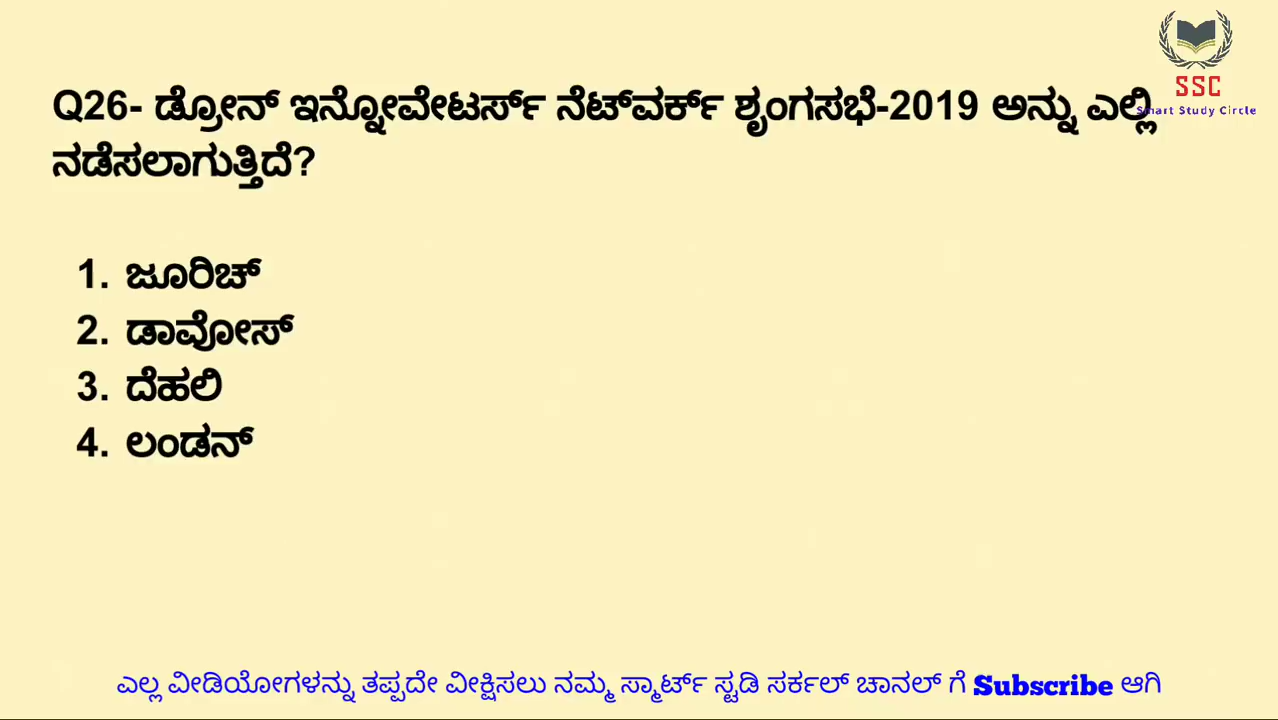 SSC
Smart Study Circle
Q26- ಡ್ರೋನ್ ಇನ್ನೋವೇಟರ್ಸ್ ನೆಟ್‌ವರ್ಕ್ ಶೃಂಗಸಭೆ-2019 ಅನ್ನು ಎಲ್ಲಿ
ನಡೆಸಲಾಗುತ್ತಿದೆ?
1. ಜೂರಿಚ್
2. ಡಾವೋಸ್
3. ದೆಹಲಿ
4. ಲಂಡನ್
ಎಲ್ಲ ವೀಡಿಯೋಗಳನ್ನು ತಪ್ಪದೇ ವೀಕ್ಷಿಸಲು ನಮ್ಮ ಸ್ಮಾರ್ಟ್ ಸ್ಟಡಿ ಸರ್ಕಲ್ ಚಾನಲ್ ಗೆ Subscribe ಆಗಿ